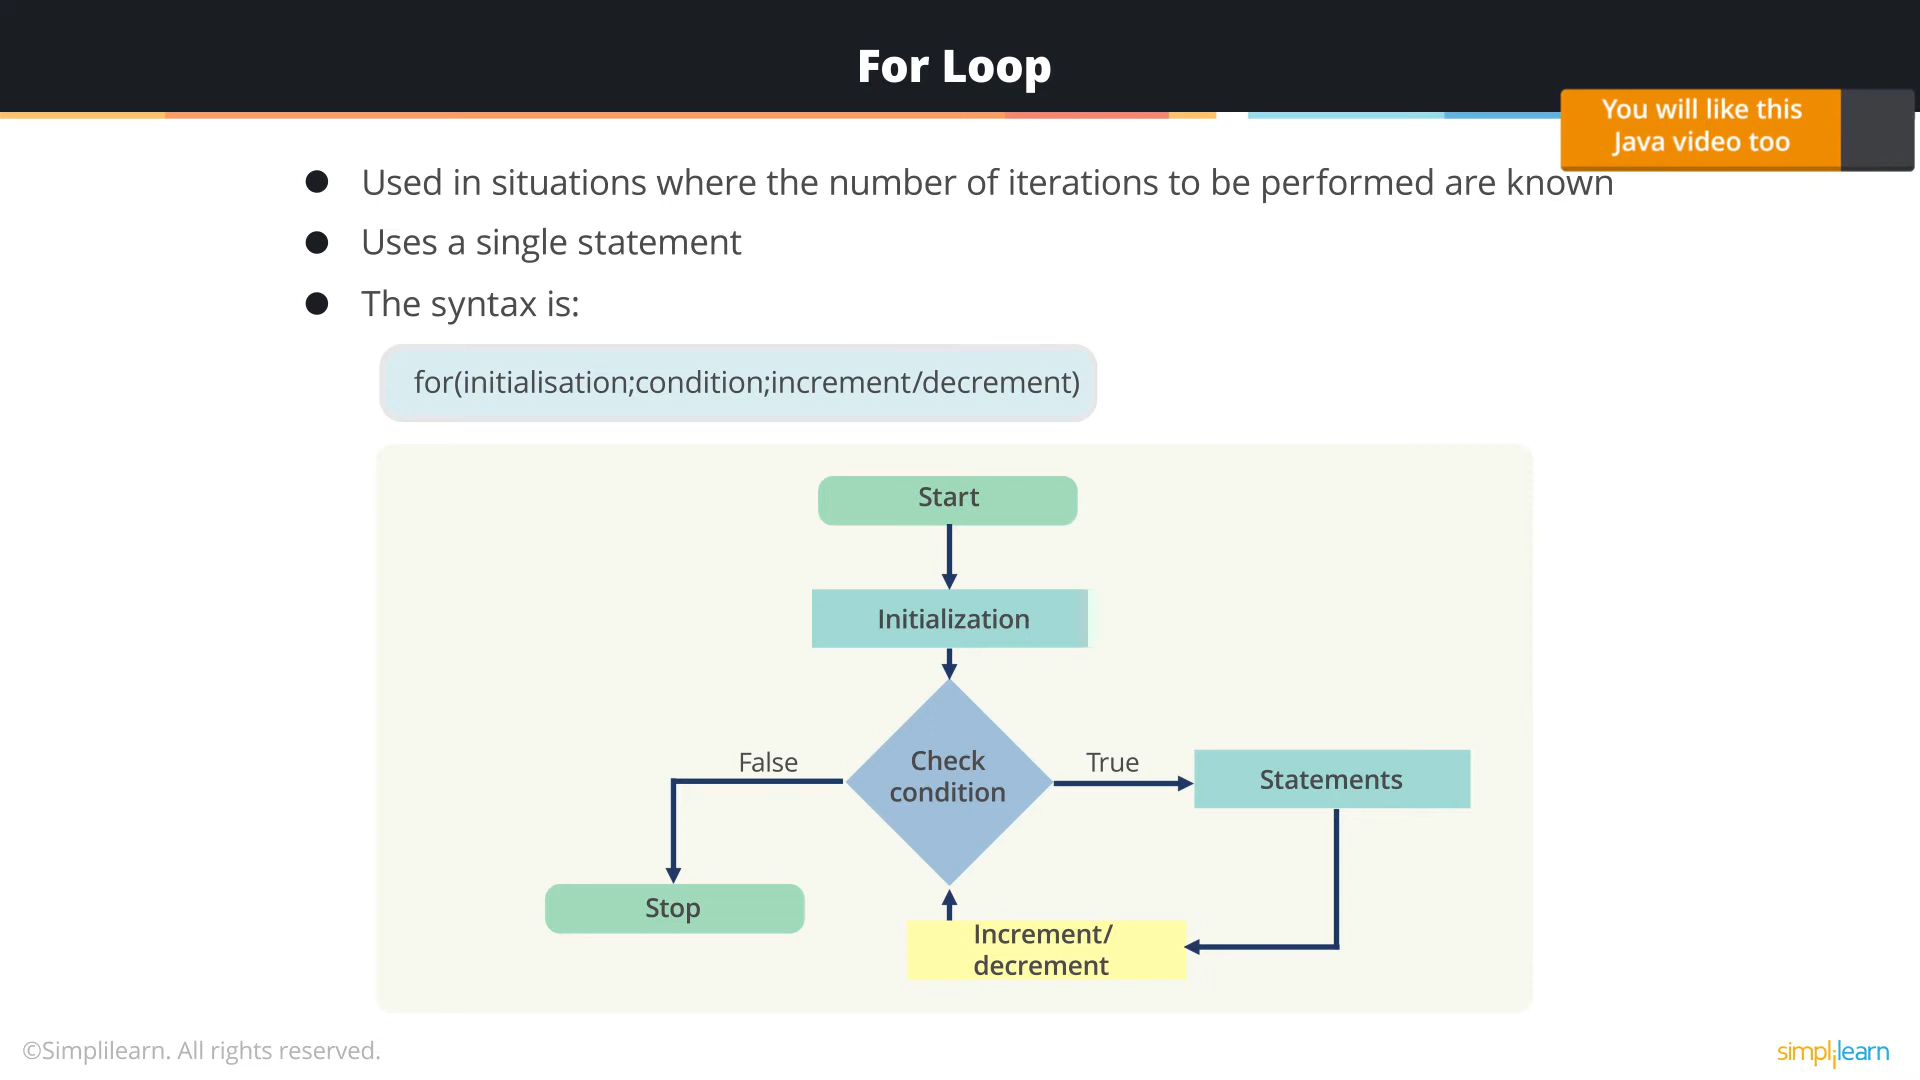 For Loop
You will like this
Java video too
Used in situations where the number of iterations to be performed are known
Uses a single statement
The syntax is:
for(initialisation;condition;increment/decrement)
Start
Initialization
Check
condition
False
True
Statements
Stop
Increment/
decrement
©Simplilearn. All rights reserved.
simplilearn